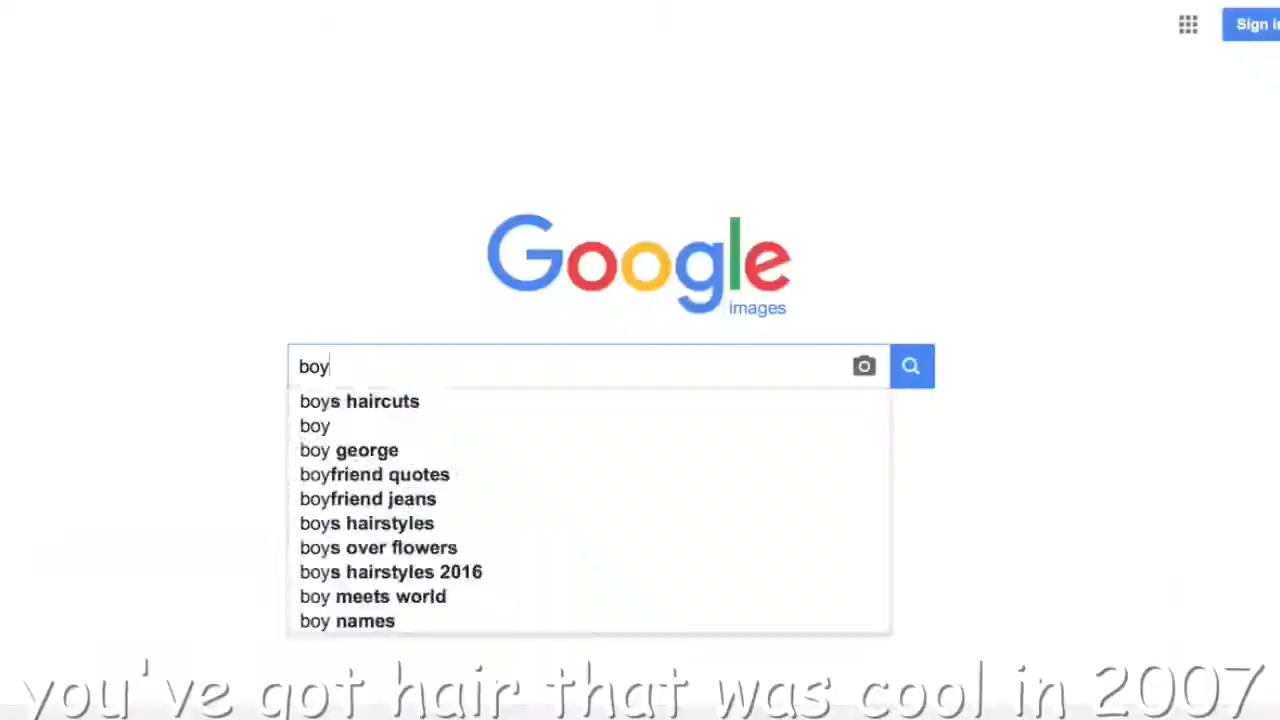 Sign in
Google
images
boy
boys haircuts
boy
boy george
boyfriend quotes
boyfriend jeans
boys hairstyles
boys over flowers
boys hairstyles 2016
boy meets world
boy names
you've got hair that was cool in 2007